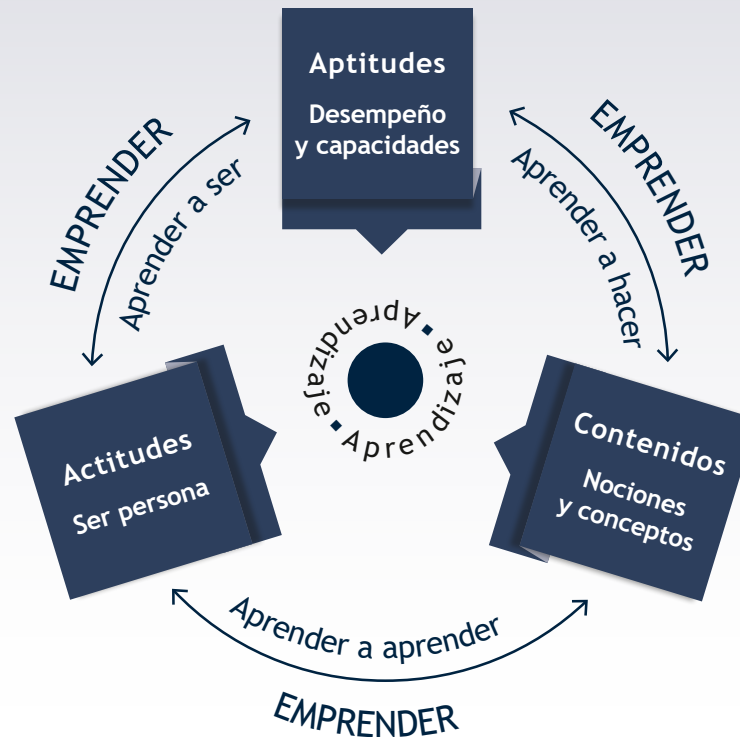 Aptitudes
Desempeño
y capacidades
EMPRENDER
Aprender a ser
EMPRENDER
Aprender a hacer
Aprendizaje
Aprendizaje
Actitudes
Ser persona
Contenidos
Nociones
y conceptos
Aprender a aprender
EMPRENDER